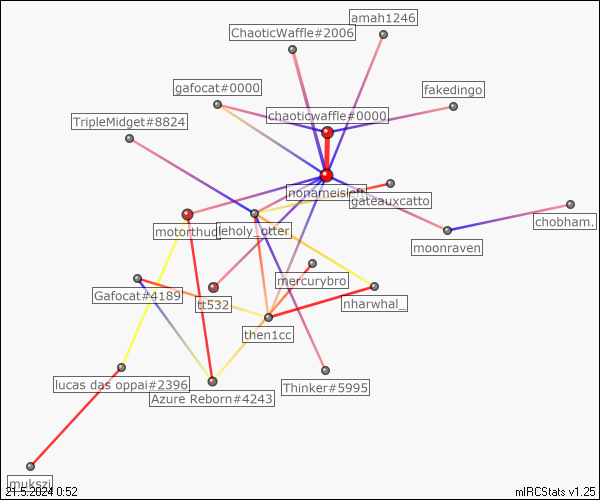 amah1246
ChaoticWaffle#2006
gafocat#0000
fakedingo
chaoticwaffle#0000
TripleMidget#8824
nonameisleft
gateauxcatto
chobham.
motorthud
leholy_otter
moonraven
mercurybro
Gafocat#4189
tt532
nharwhal_
then1cc
lucas das oppai#2396
Thinker#5995
Azure Reborn#4243
mukszi
21.5.2024 0:52
mIRCStats v1.25